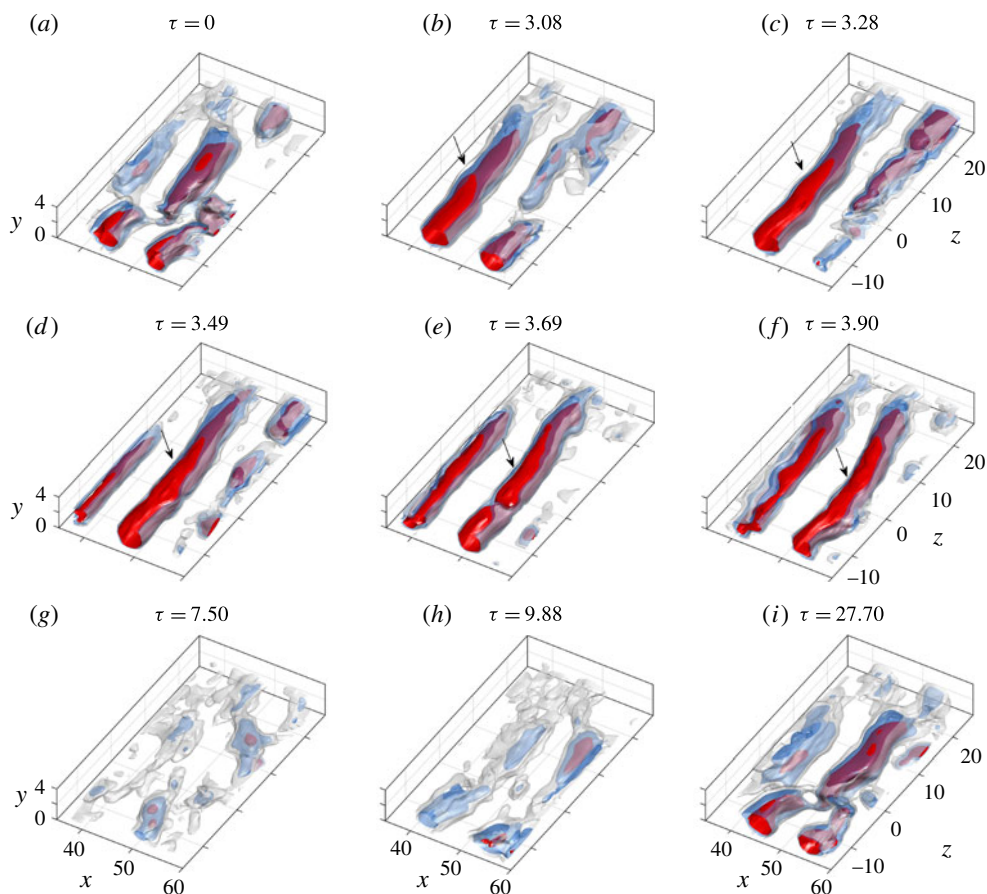 (a) τ = 0 (b) τ = 3.08 (c) τ = 3.28
4
y
0
20
10
0
z
–10
(d) τ = 3.49 (e) τ = 3.69 (f) τ = 3.90
4
y
0
20
10
0
z
–10
(g) τ = 7.50 (h) τ = 9.88 (i) τ = 27.70
4
y
0
20
10
0
z
–10
40 40 40
50 50 50
60 60 60
x x x